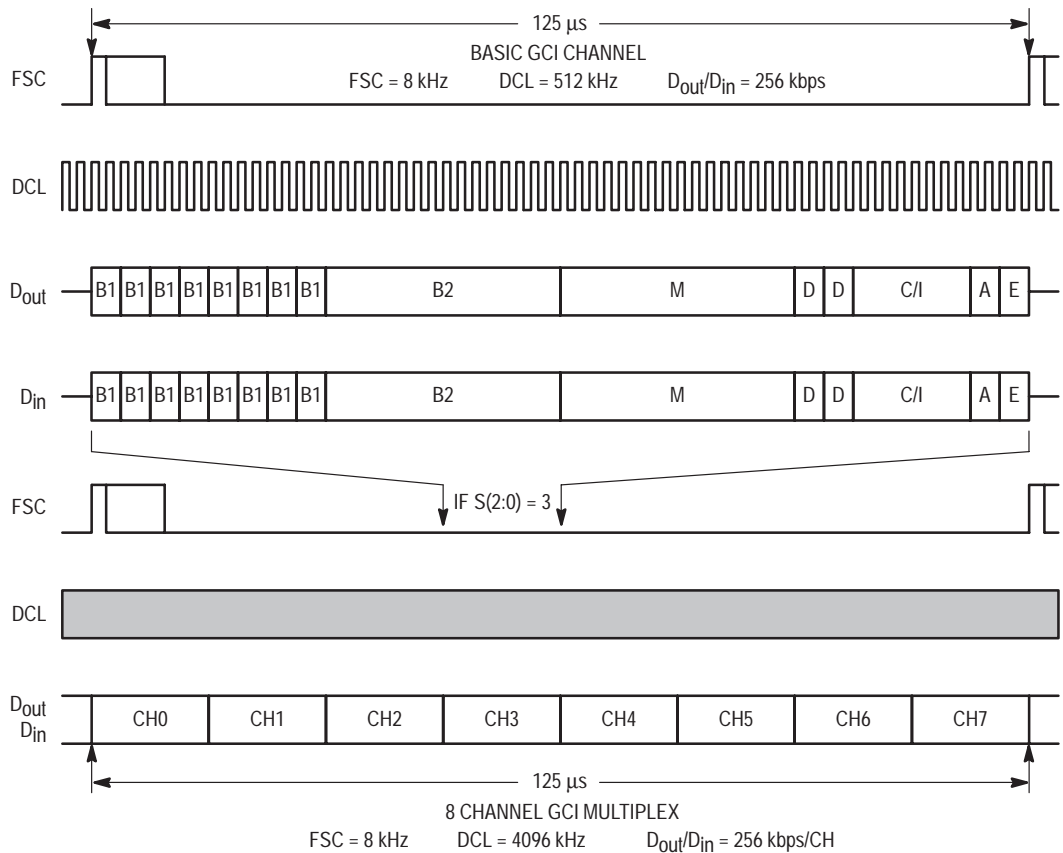 125 µs
BASIC GCI CHANNEL
FSC
FSC = 8 kHz DCL = 512 kHz Dout/Din = 256 kbps
DCL
Dout B1 B1 B1 B1 B1 B1 B1 B1 B2 M D D C/I A E
Din B1 B1 B1 B1 B1 B1 B1 B1 B2 M D D C/I A E
FSC IF S(2:0) = 3
DCL
Dout
Din CH0 CH1 CH2 CH3 CH4 CH5 CH6 CH7
125 µs
8 CHANNEL GCI MULTIPLEX
FSC = 8 kHz DCL = 4096 kHz Dout/Din = 256 kbps/CH